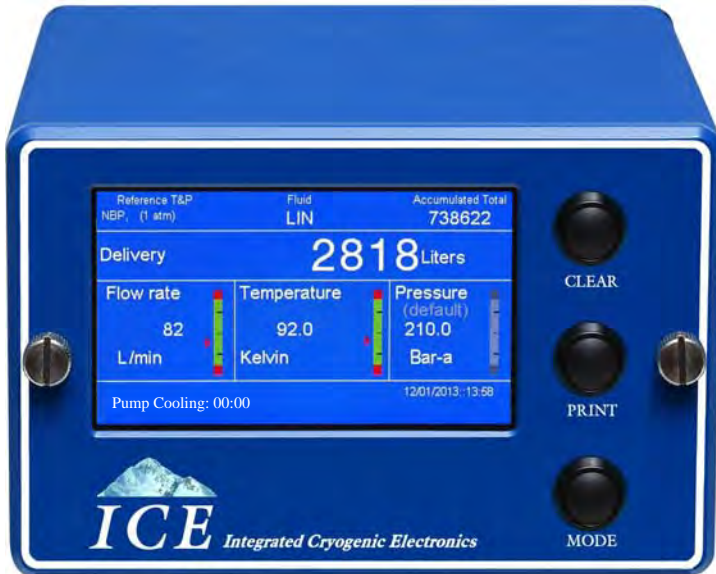 Reference T&P Fluid Accumulated Total
NBP, (1 atm) LIN 738622
Delivery 2818 Liters
Flow rate Temperature Pressure
(default)
82 92.0 210.0
L/min Kelvin Bar-a
12/01/2013::13:58
Pump Cooling: 00:00
CLEAR
PRINT
MODE
ICE Integrated Cryogenic Electronics